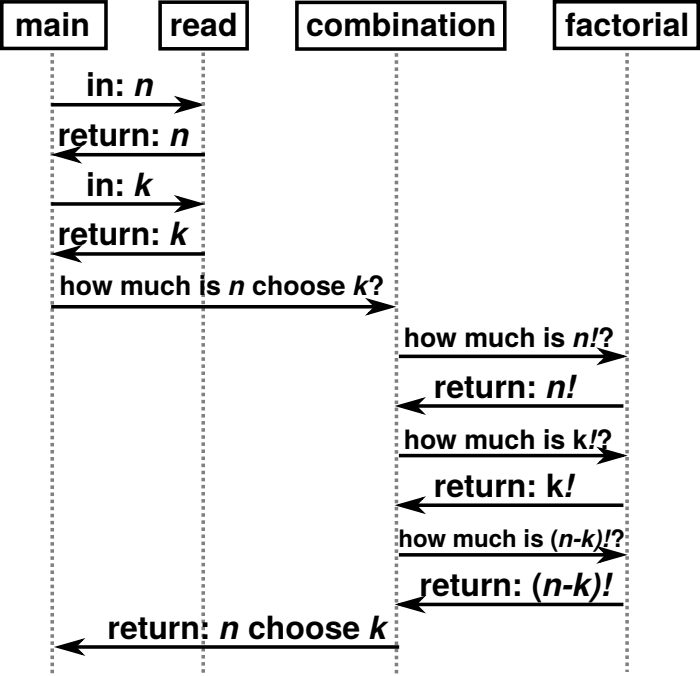 main read combination factorial
in: n
return: n
in: k
return: k
how much is n choose k?
how much is n!?
return: n!
how much is k!?
return: k!
how much is (n-k)!?
return: (n-k)!
return: n choose k